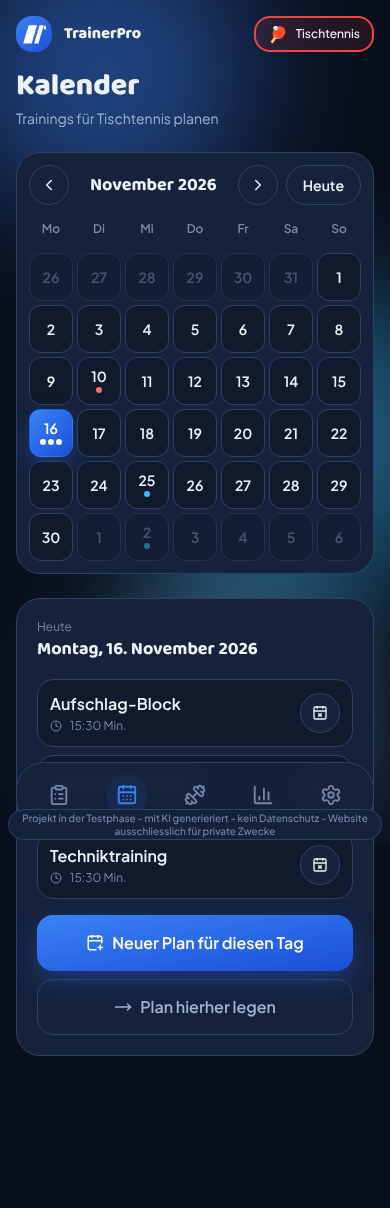 TrainerPro
Tischtennis
Kalender
Trainings für Tischtennis planen
November 2026
Heute
Mo Di Mi Do Fr Sa So
26 27 28 29 30 31 1
2 3 4 5 6 7 8
9 10 11 12 13 14 15
16 17 18 19 20 21 22
23 24 25 26 27 28 29
30 1 2 3 4 5 6
Heute
Montag, 16. November 2026
Aufschlag-Block
15:30 Min.
Projekt in der Testphase - mit KI generieriert - kein Datenschutz - Website
ausschliesslich für private Zwecke
Techniktraining
15:30 Min.
Neuer Plan für diesen Tag
Plan hierher legen